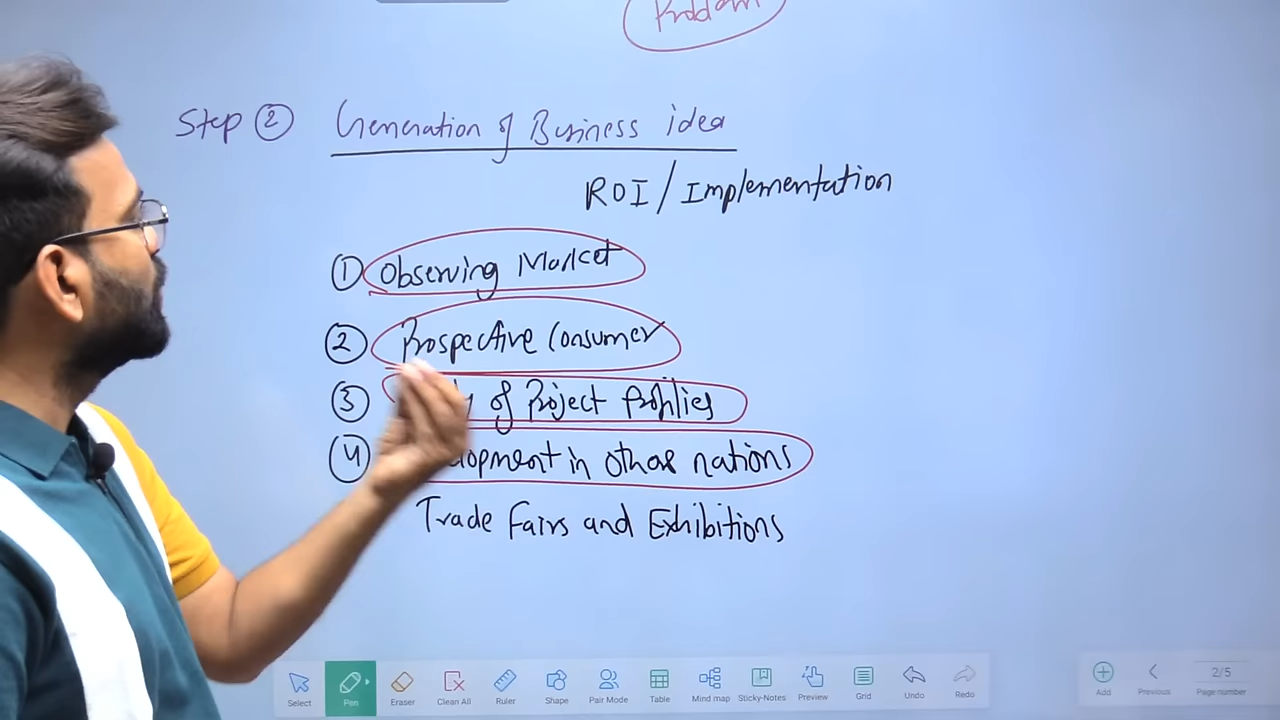 Problem
Step ② Generation of Business idea
ROI / Implementation
① Observing Market
② Prospective Consumer
③ of Project Profilies
④ in other nations
Trade Fairs and Exhibitions
Select
Pen
Eraser
Clean All
Ruler
Shape
Pair Mode
Table
Mind map
Sticky-Notes
Preview
Grid
Undo
Redo
Add
Previous
2/5
Page number